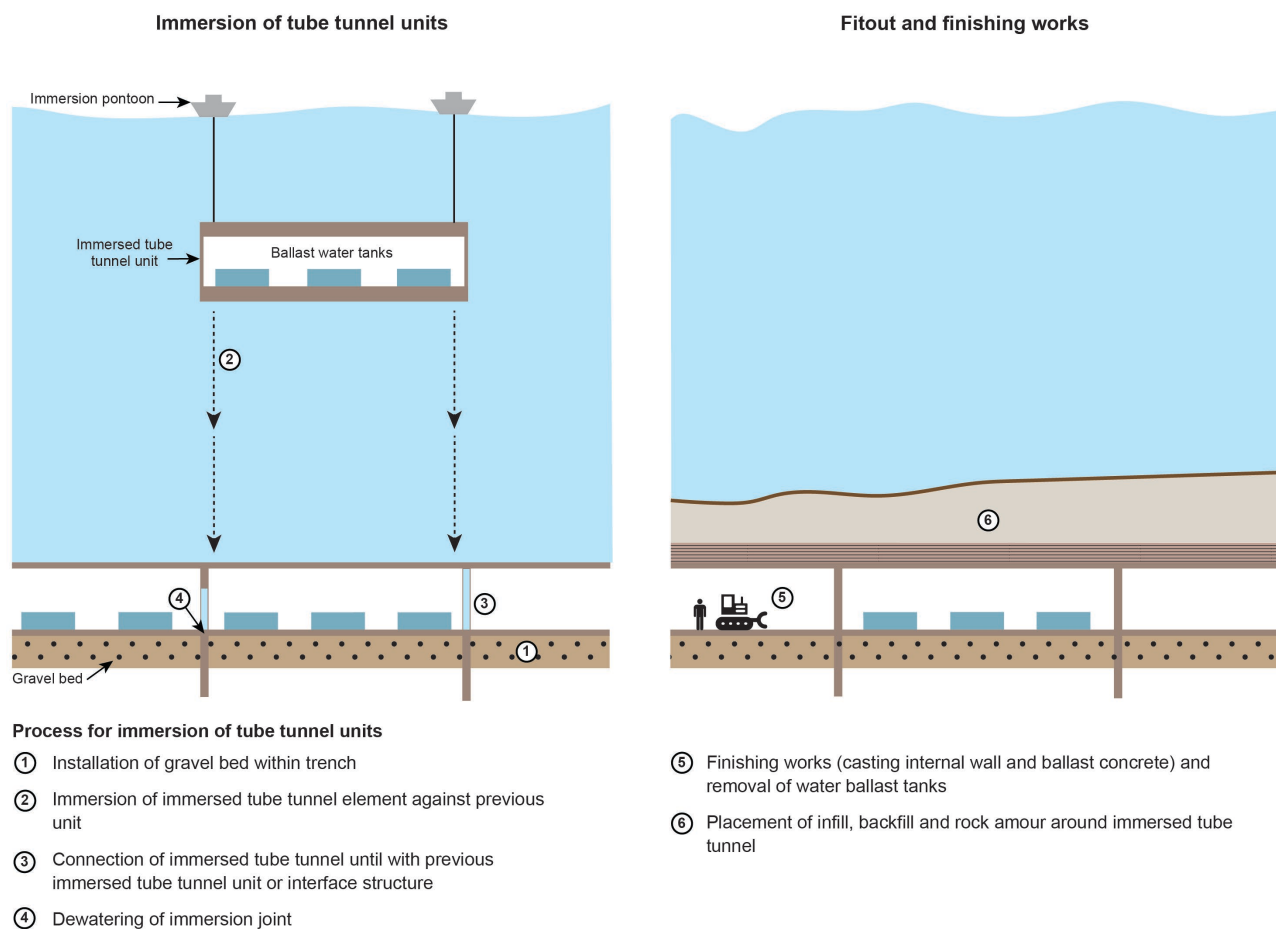 Immersion of tube tunnel units
Fitout and finishing works
Immersion pontoon
Immersed tube
tunnel unit
Ballast water tanks
2
4
3
1
Gravel bed
6
5
Process for immersion of tube tunnel units
1 Installation of gravel bed within trench
2 Immersion of immersed tube tunnel element against previous
unit
3 Connection of immersed tube tunnel until with previous
immersed tube tunnel unit or interface structure
4 Dewatering of immersion joint
5 Finishing works (casting internal wall and ballast concrete) and
removal of water ballast tanks
6 Placement of infill, backfill and rock amour around immersed tube
tunnel